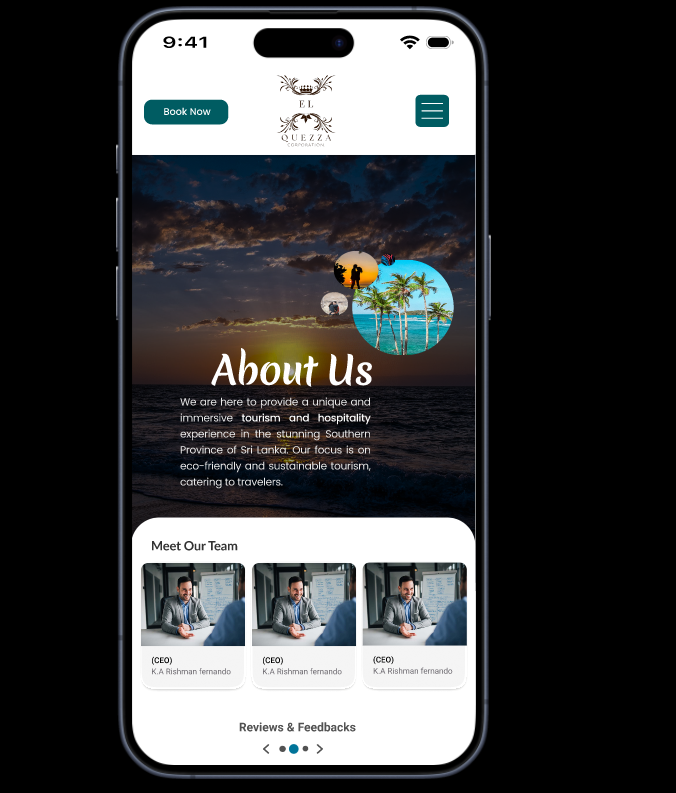 9:41
Book Now
EL
QUEZZA
CORPORATION
About Us
We are here to provide a unique and
immersive tourism and hospitality
experience in the stunning Southern
Province of Sri Lanka. Our focus is on
eco-friendly and sustainable tourism,
catering to travelers.
Meet Our Team
(CEO) (CEO) (CEO)
K.A Rishman fernando K.A Rishman fernando K.A Rishman fernando
Reviews & Feedbacks